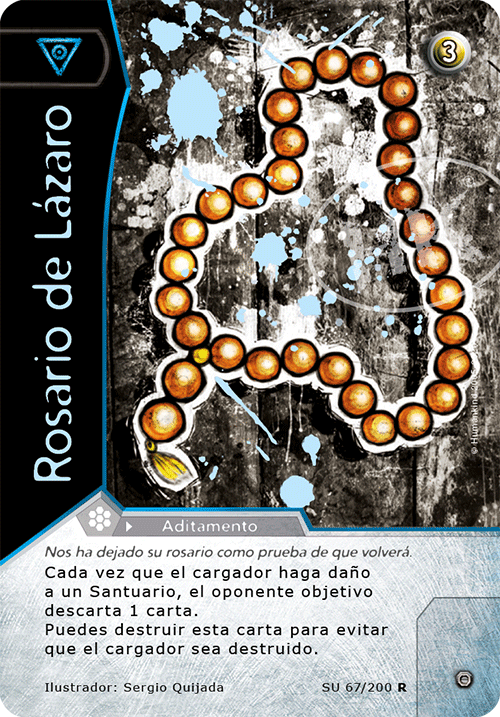 3
Rosario de Lázaro
Aditamento
Nos ha dejado su rosario como prueba de que volverá.
Cada vez que el cargador haga daño
a un Santuario, el oponente objetivo
descarta 1 carta.
Puedes destruir esta carta para evitar
que el cargador sea destruido.
Ilustrador: Sergio Quijada
SU 67/200 R